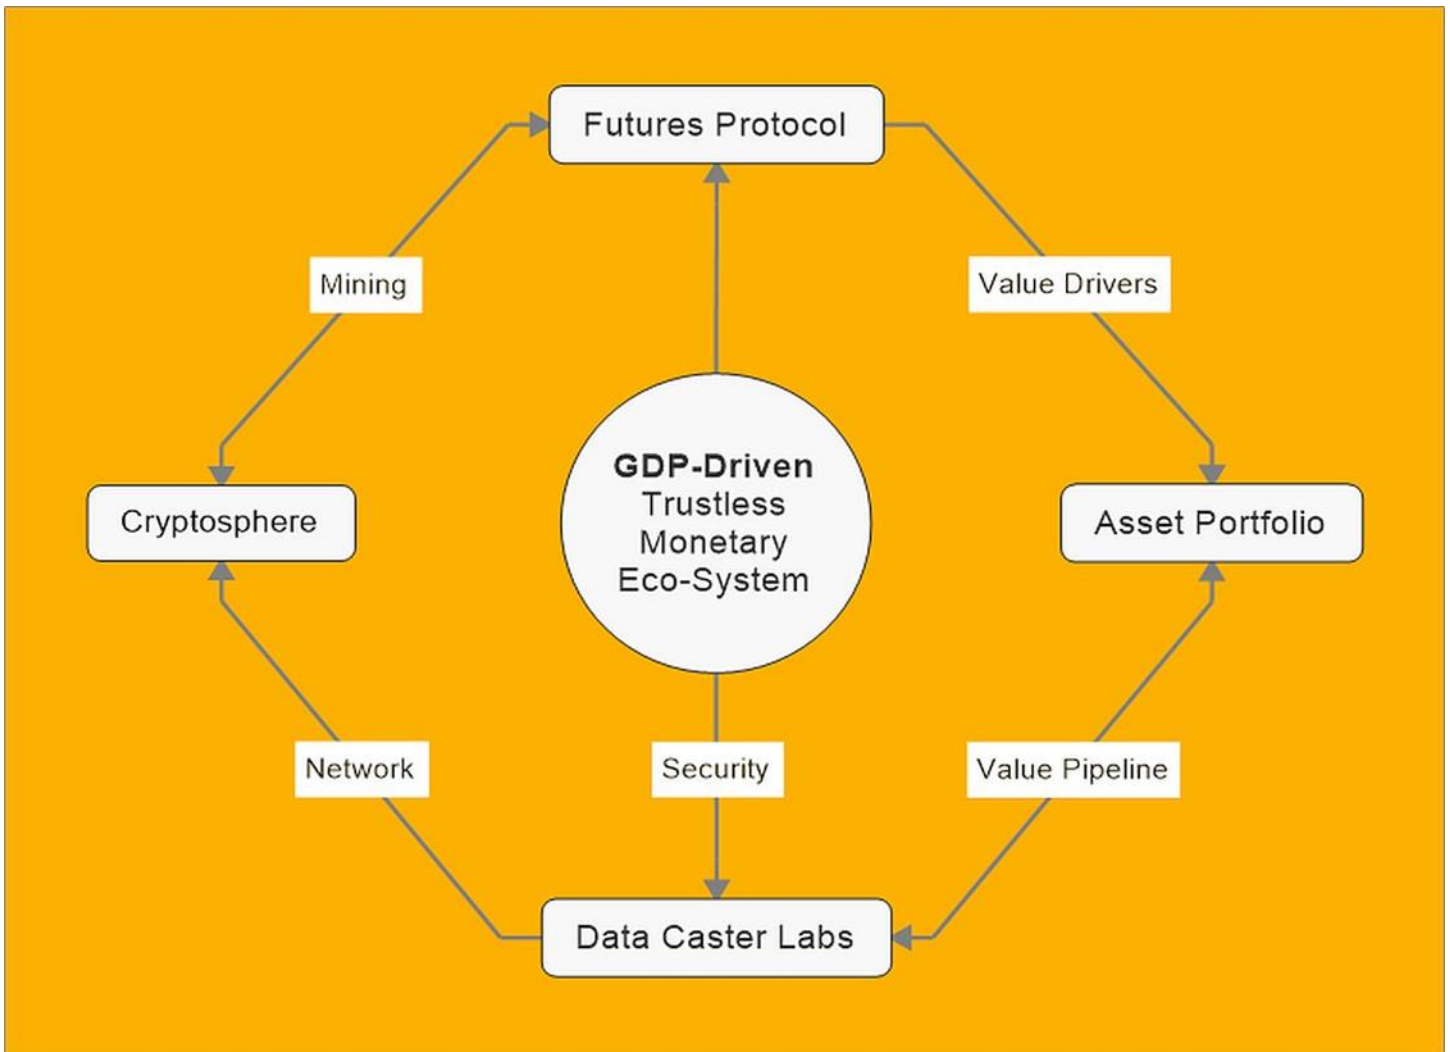 Futures Protocol
Mining
Value Drivers
GDP-Driven
Trustless
Monetary
Eco-System
Cryptosphere
Asset Portfolio
Network
Security
Value Pipeline
Data Caster Labs